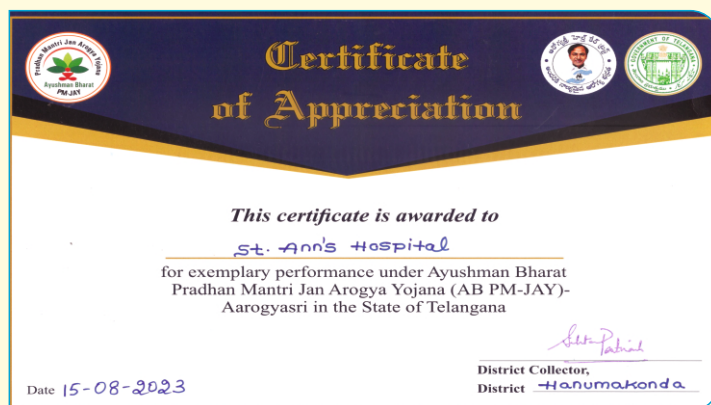 Pradhan Mantri Jan Arogya Yojana
Ayushman Bharat
PM-JAY
Certificate
of Appreciation
GOVERNMENT OF TELANGANA
This certificate is awarded to
St. Ann's Hospital
for exemplary performance under Ayushman Bharat
Pradhan Mantri Jan Arogya Yojana (AB PM-JAY)-
Aarogyasri in the State of Telangana
District Collector,
Date 15-08-2023
District Hanumakonda